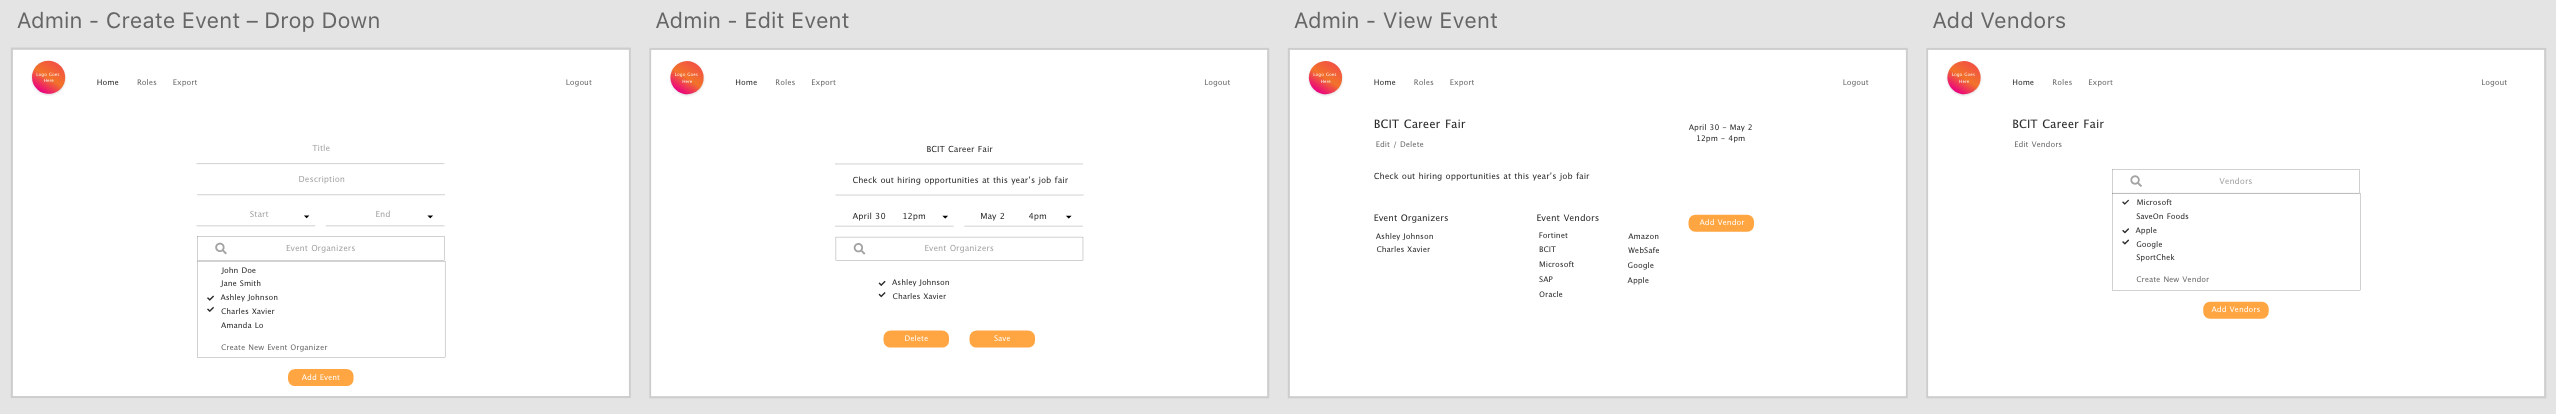 Admin - Create Event – Drop Down
Logo Goes
Here
Home Roles Export Logout
Title
Description
Start End
Event Organizers
John Doe
Jane Smith
Ashley Johnson
Charles Xavier
Amanda Lo
Create New Event Organizer
Add Event
Admin - Edit Event
Logo Goes
Here
Home Roles Export Logout
BCIT Career Fair
Check out hiring opportunities at this year's job fair
April 30 12pm May 2 4pm
Event Organizers
Ashley Johnson
Charles Xavier
Delete Save
Admin - View Event
Logo Goes
Here
Home Roles Export Logout
BCIT Career Fair
Edit / Delete
April 30 - May 2
12pm - 4pm
Check out hiring opportunities at this year's job fair
Event Organizers
Ashley Johnson
Charles Xavier
Event Vendors
Add Vendor
Fortinet
BCIT
Microsoft
SAP
Oracle
Amazon
WebSafe
Google
Apple
Add Vendors
Logo Goes
Here
Home Roles Export Logout
BCIT Career Fair
Edit Vendors
Vendors
Microsoft
SaveOn Foods
Apple
Google
SportChek
Create New Vendor
Add Vendors